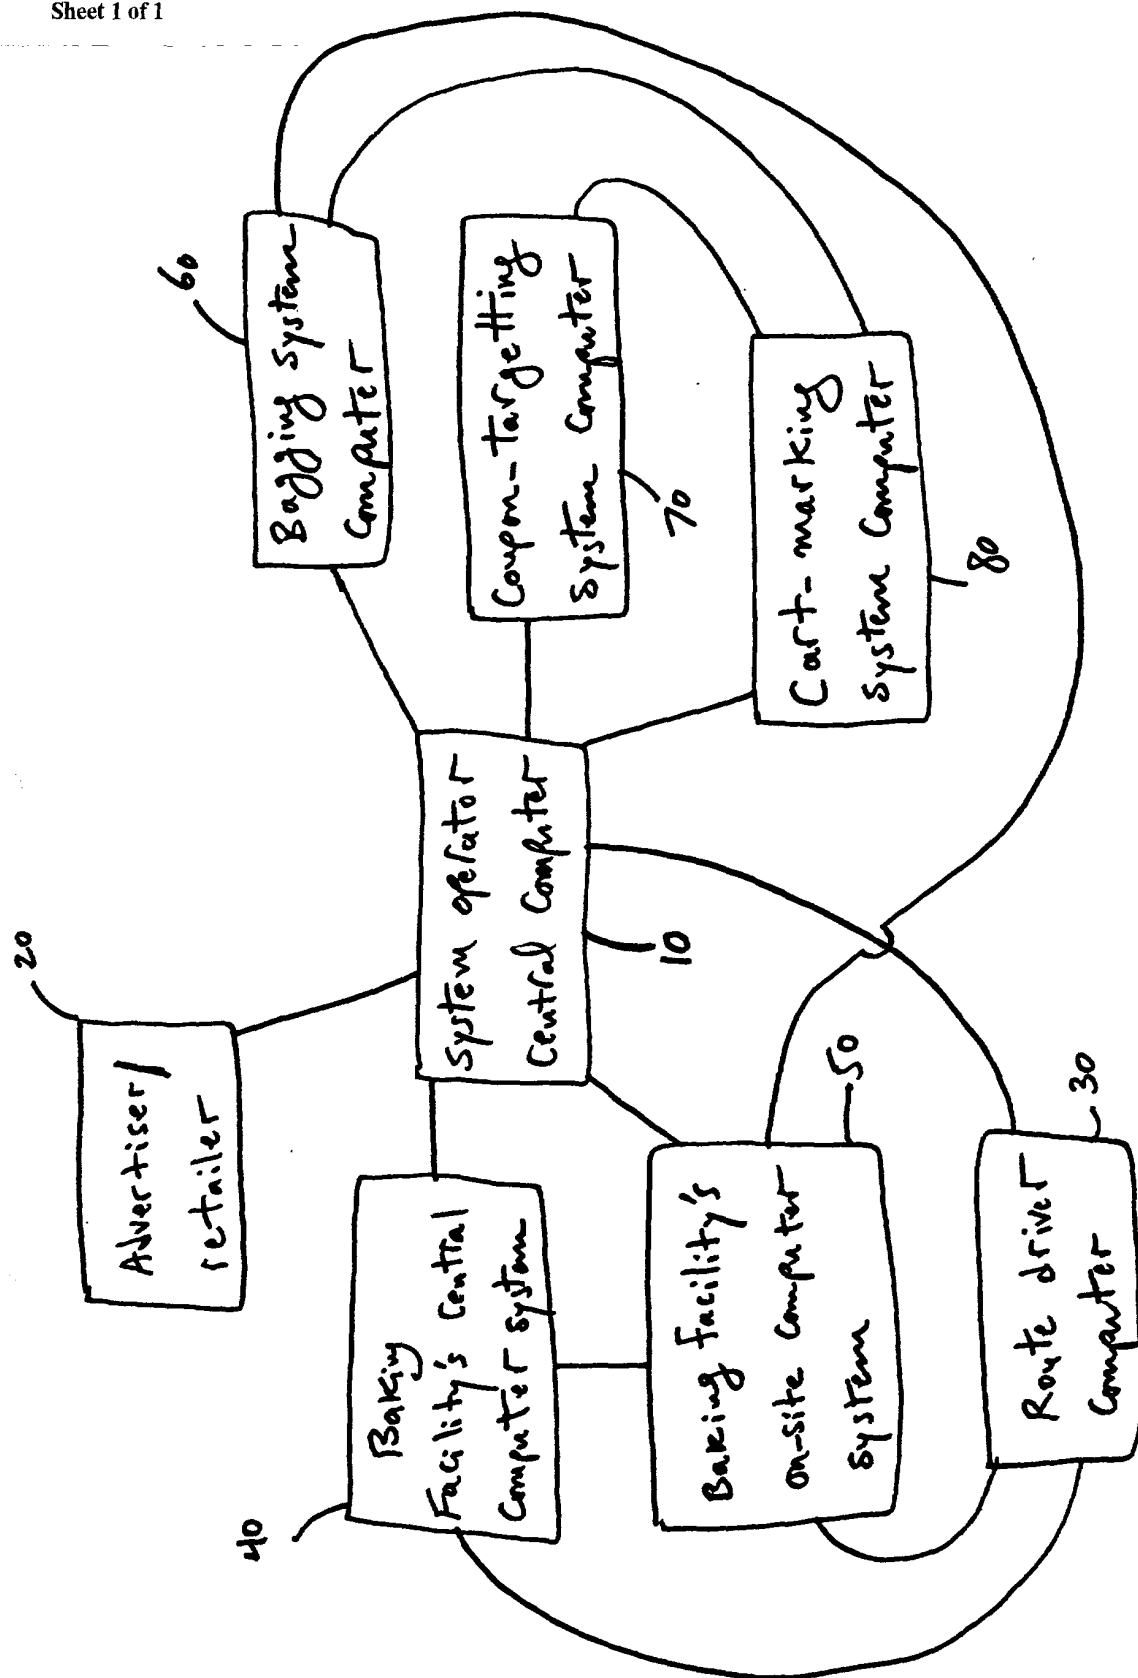 Sheet 1 of 1
20
Advertiser/
retailer
40
Baking
Facility's Central
Computer system
System operator
Central Computer
10
60
Bagging System
Computer
Coupon-targetting
System Computer
70
Baking facility's
on-site computer
system
50
Cart-marking
System Computer
80
Route driver
Computer
30